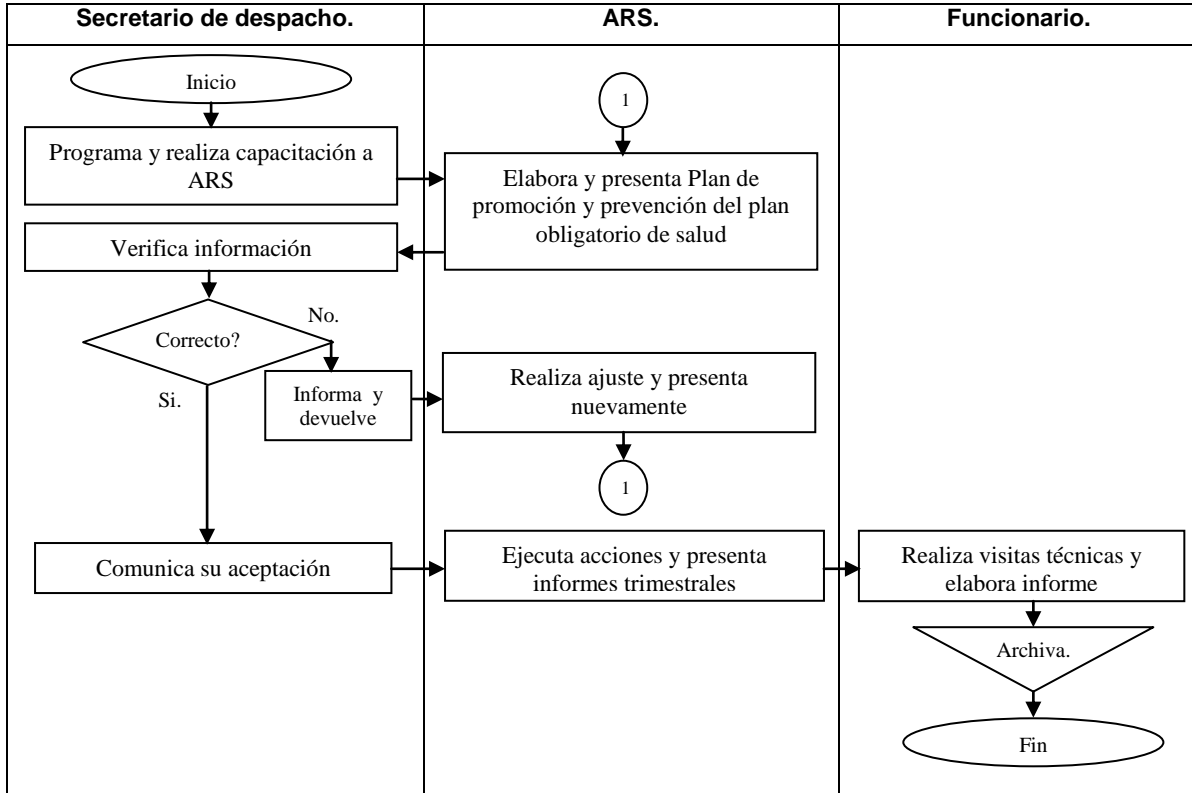 Secretario de despacho.
ARS.
Funcionario.
Inicio
1
Programa y realiza capacitación a
ARS
Elabora y presenta Plan de
promoción y prevención del plan
obligatorio de salud
Verifica información
Correcto?
No.
Si.
Informa y
devuelve
Realiza ajuste y presenta
nuevamente
1
Comunica su aceptación
Ejecuta acciones y presenta
informes trimestrales
Realiza visitas técnicas y
elabora informe
Archiva.
Fin